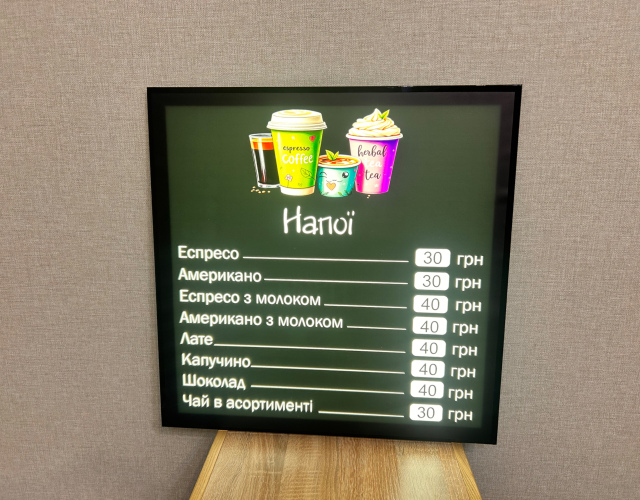 espresso
coffee
herbal
tea
Напої
Еспресо 30 грн
Американо 30 грн
Еспресо з молоком 40 грн
Американо з молоком 40 грн
Лате 40 грн
Капучино 40 грн
Шоколад 40 грн
Чай в асортименті 30 грн